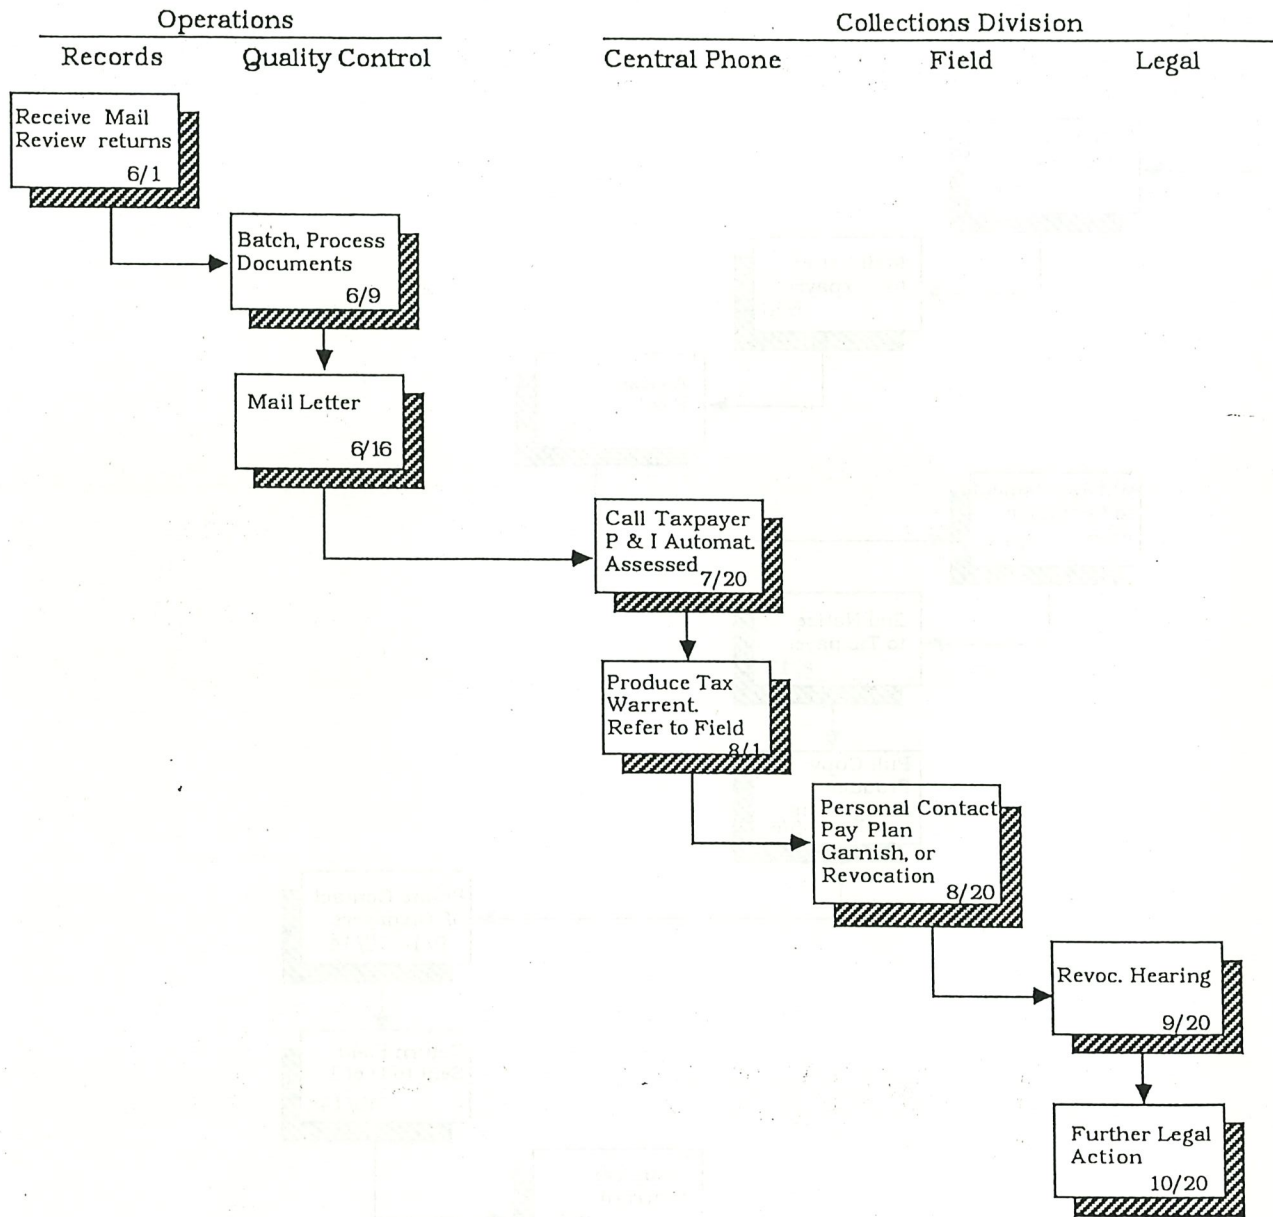 Operations
Collections Division
Records
Quality Control
Central Phone
Field
Legal
Receive Mail
Review returns
6/1
Batch, Process
Documents
6/9
Mail Letter
6/16
Call Taxpayer
P & I Automat.
Assessed
7/20
Produce Tax
Warrent.
Refer to Field
8/1
Personal Contact
Pay Plan
Garnish, or
Revocation
8/20
Revoc. Hearing
9/20
Further Legal
Action
10/20